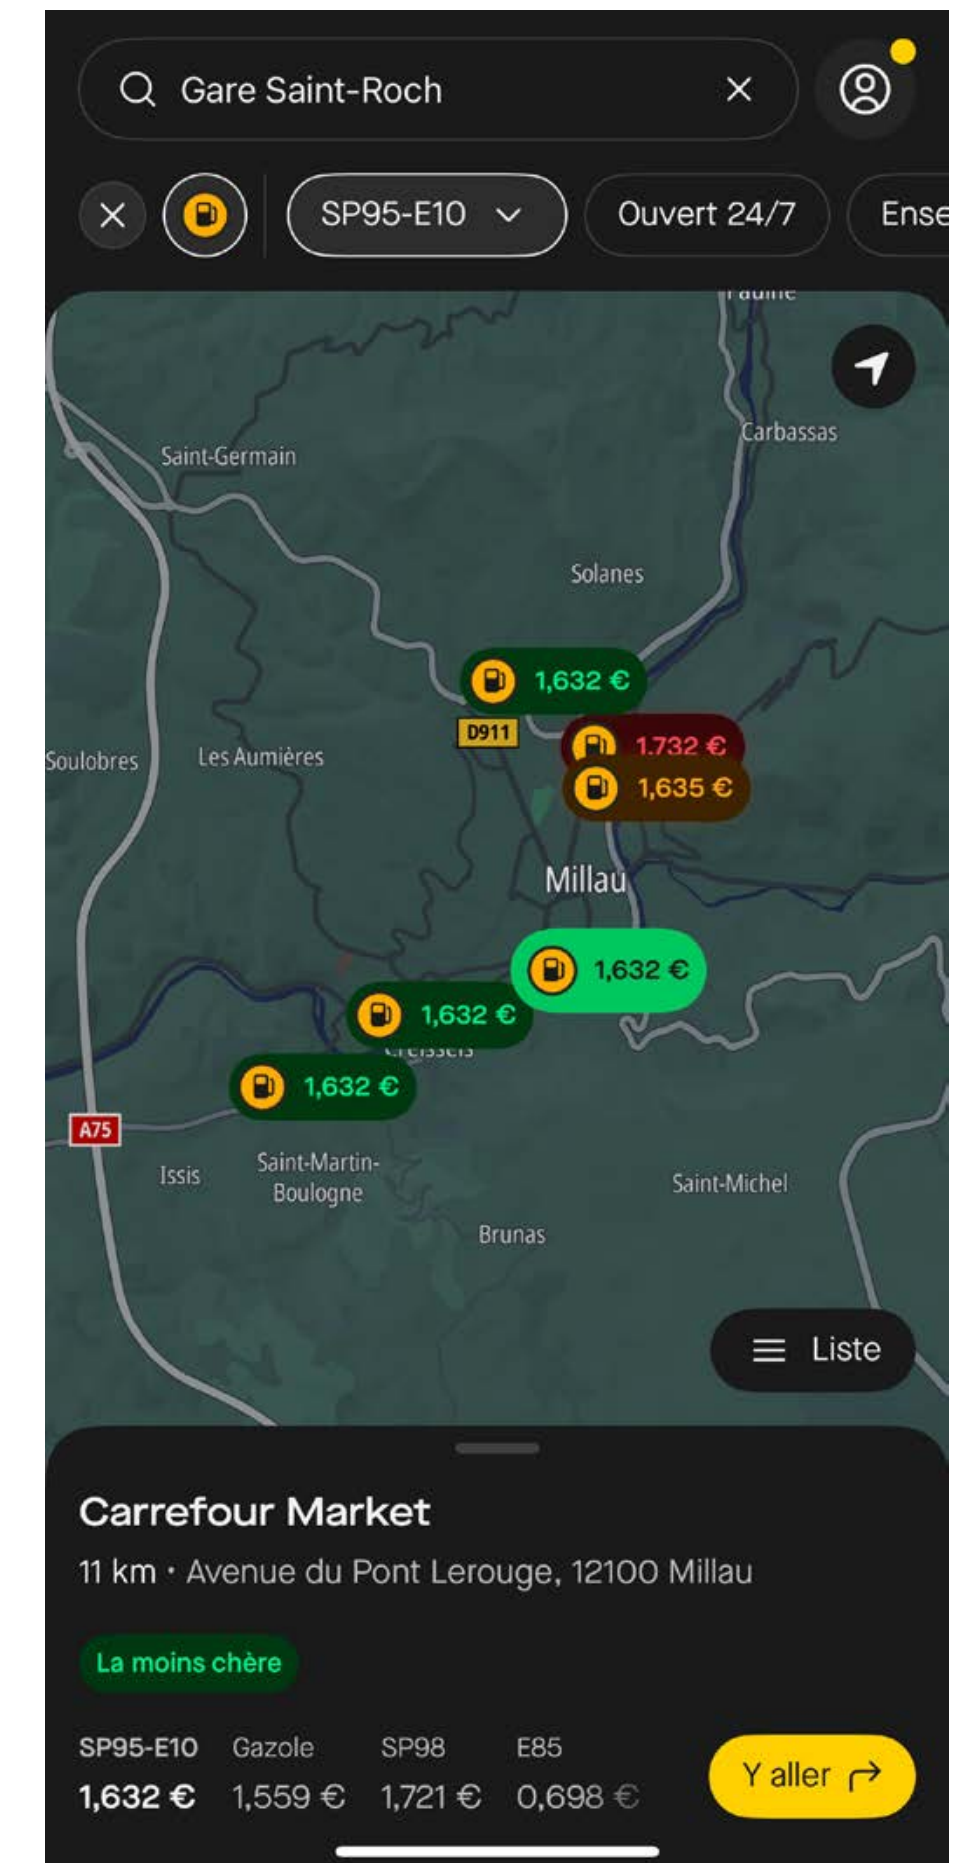 Gare Saint-Roch
SP95-E10
Ouvert 24/7
Ense
Carbassas
Saint-Germain
Solanes
1,632 €
D911
1.732 €
Soulobres
Les Aumières
1,635 €
Millau
1,632 €
1,632 €
Creissels
1,632 €
A75
Saint-Martin-
Boulogne
Issis
Saint-Michel
Brunas
Liste
Carrefour Market
11 km • Avenue du Pont Lerouge, 12100 Millau
La moins chère
SP95-E10 Gazole SP98 E85
1,632 € 1,559 € 1,721 € 0,698 €
Y aller